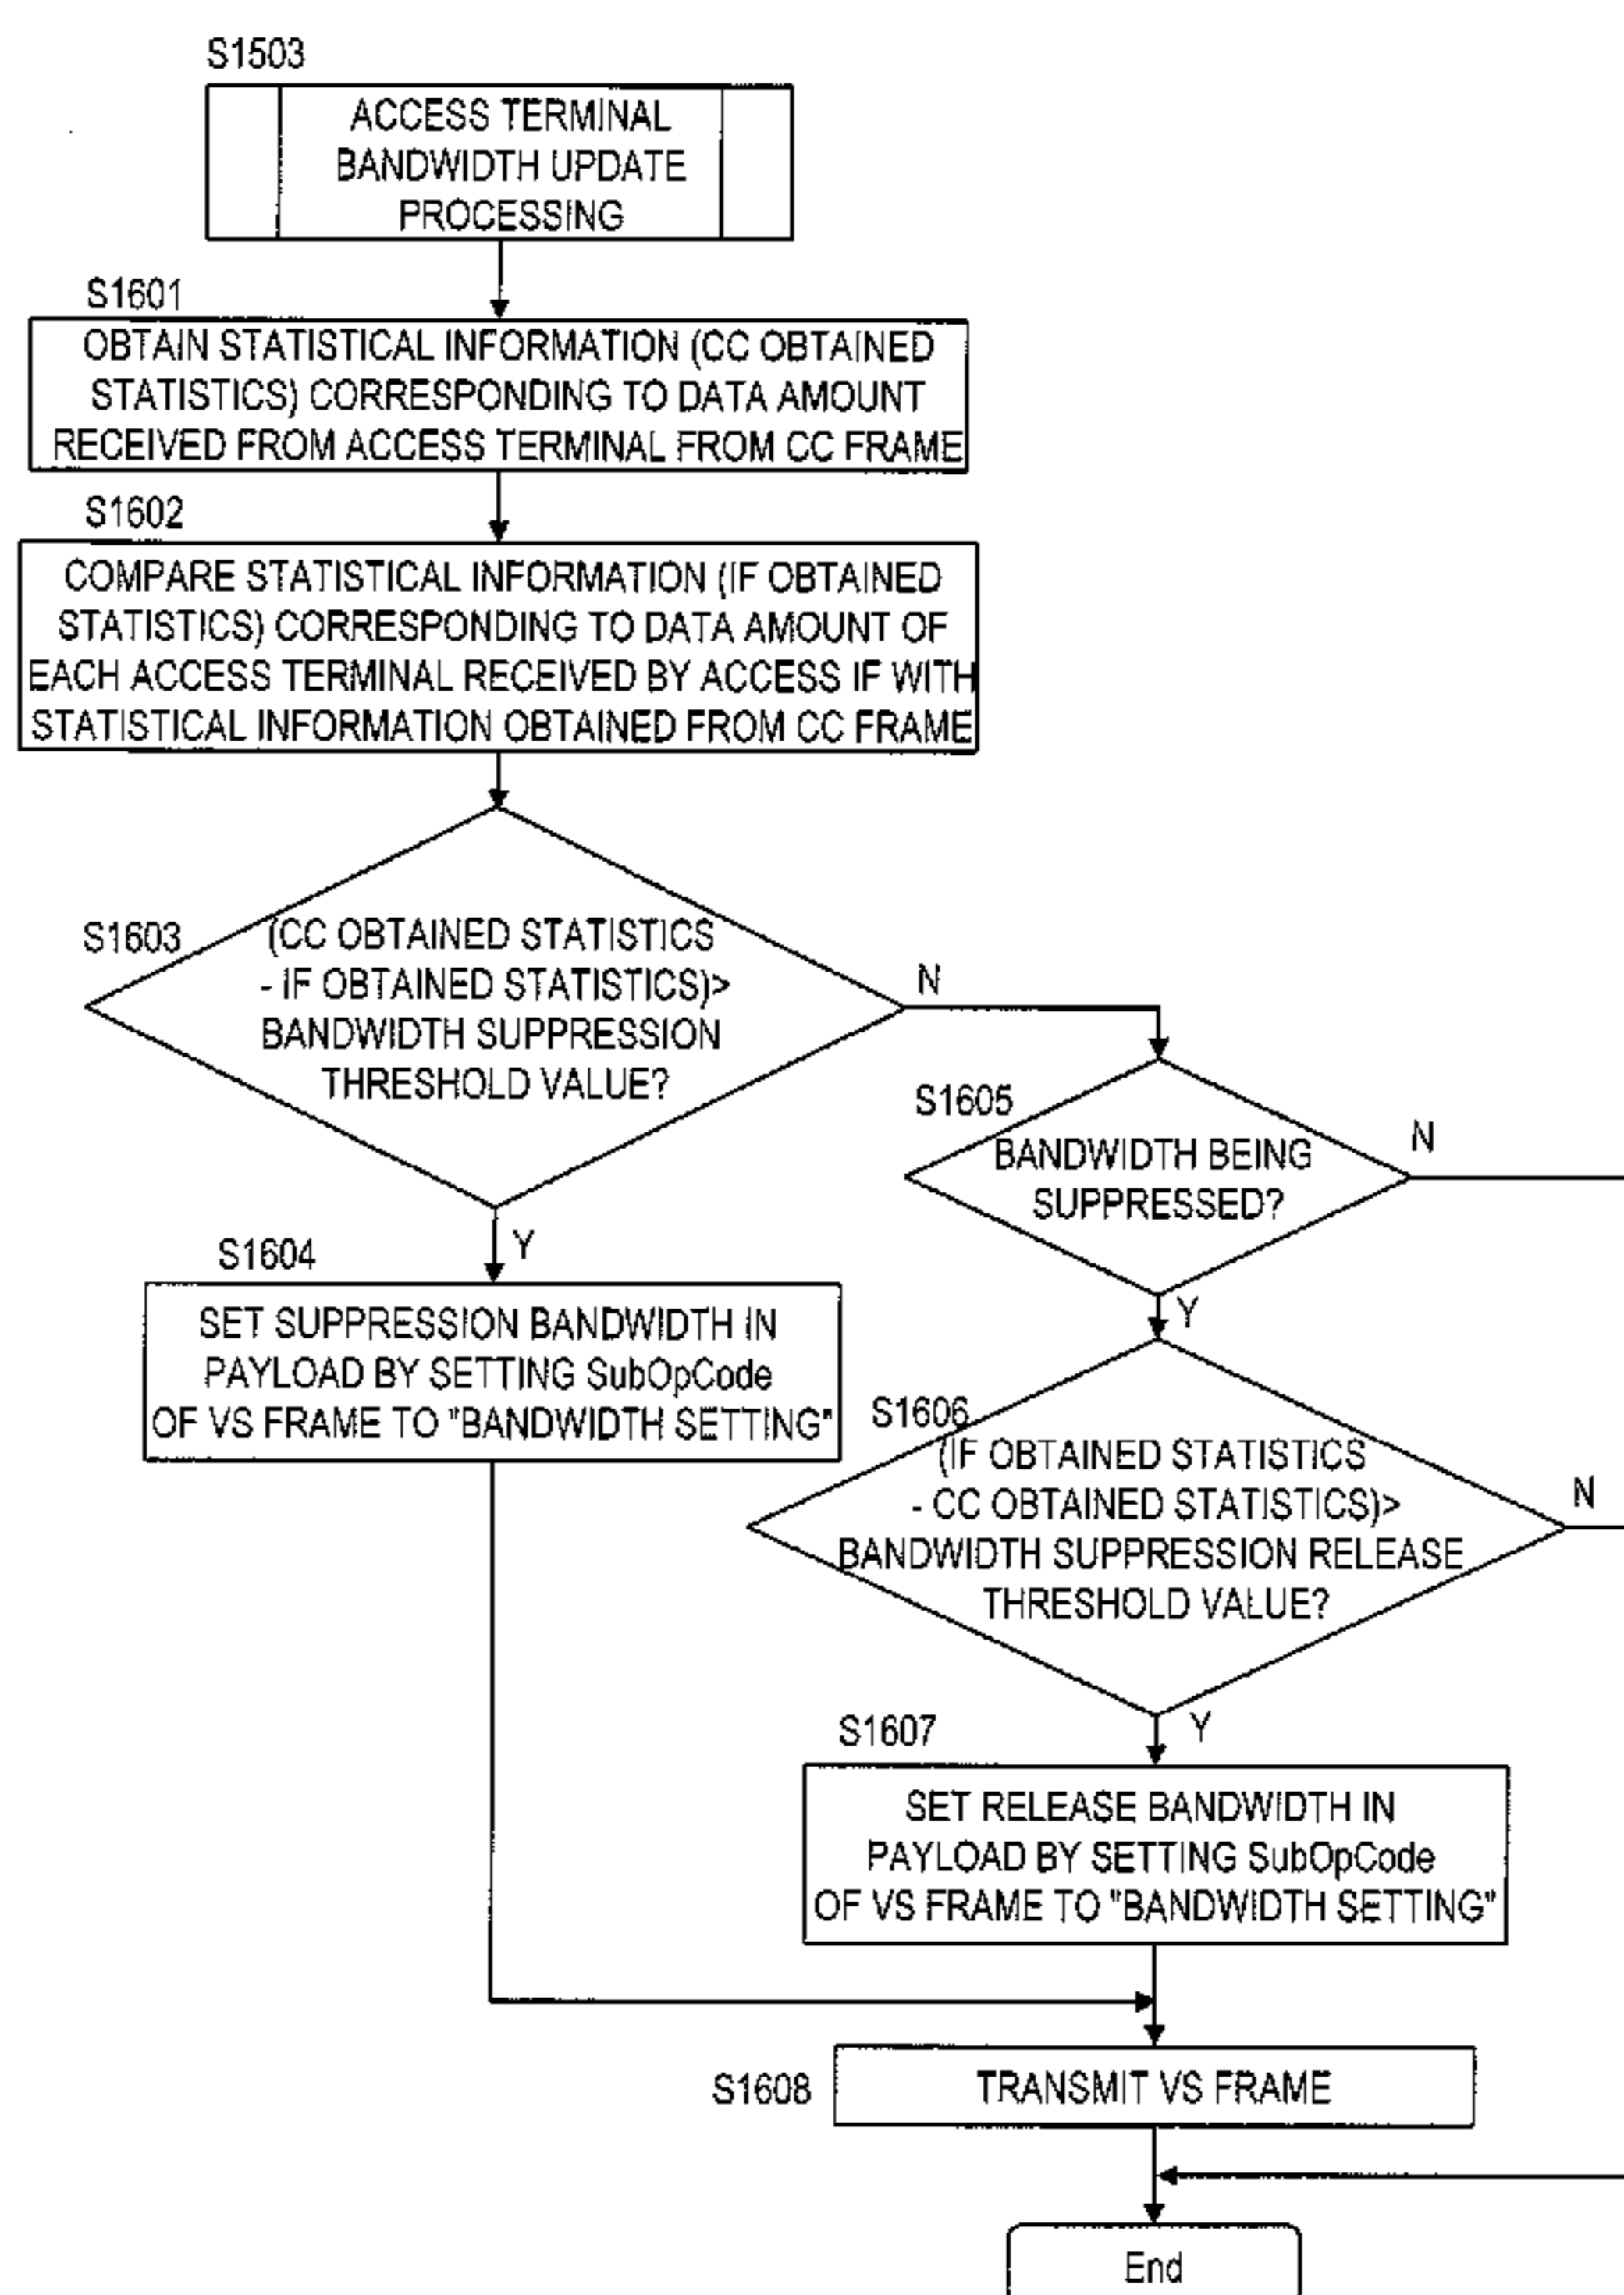 S1503
ACCESS TERMINAL
BANDWIDTH UPDATE
PROCESSING
S1601
OBTAIN STATISTICAL INFORMATION (CC OBTAINED
STATISTICS) CORRESPONDING TO DATA AMOUNT
RECEIVED FROM ACCESS TERMINAL FROM CC FRAME
S1602
COMPARE STATISTICAL INFORMATION (IF OBTAINED
STATISTICS) CORRESPONDING TO DATA AMOUNT OF
EACH ACCESS TERMINAL RECEIVED BY ACCESS IF WITH
STATISTICAL INFORMATION OBTAINED FROM CC FRAME
S1603
(CC OBTAINED STATISTICS
- IF OBTAINED STATISTICS)>
BANDWIDTH SUPPRESSION
THRESHOLD VALUE?
N
Y
S1604
SET SUPPRESSION BANDWIDTH IN
PAYLOAD BY SETTING SubOpCode
OF VS FRAME TO "BANDWIDTH SETTING"
S1605
BANDWIDTH BEING
SUPPRESSED?
N
Y
S1606
(IF OBTAINED STATISTICS
- CC OBTAINED STATISTICS)>
BANDWIDTH SUPPRESSION RELEASE
THRESHOLD VALUE?
N
Y
S1607
SET RELEASE BANDWIDTH IN
PAYLOAD BY SETTING SubOpCode
OF VS FRAME TO "BANDWIDTH SETTING"
S1608
TRANSMIT VS FRAME
End